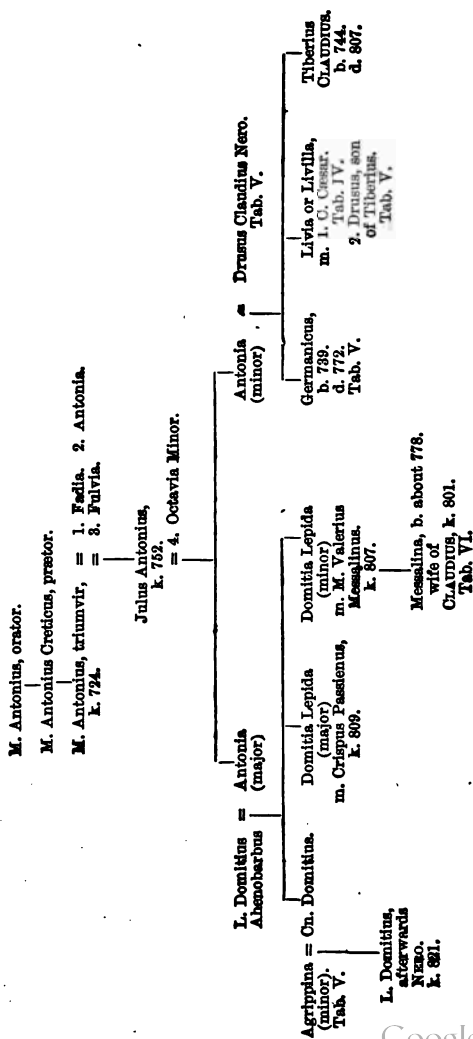 M. Antonius, orator.
M. Antonius Creticus, prætor.
M. Antonius, triumvir, = 1. Fadia. 2. Antonia.
k. 724. = 3. Fulvia.
Julus Antonius,
k. 752.
= 4. Octavia Minor.
L. Domitius = Antonia
Ahenobarbus (major)
Antonia = Drusus Claudius Nero.
(minor) Tab. V.
Agrippina = Cn. Domitius.
(minor).
Tab. V.
Domitia Lepida
(major)
m. Crispus Passienus,
k. 809.
Domitia Lepida
(minor)
m. M. Valerius
Messalinus.
k. 807.
Germanicus,
b. 739.
d. 772.
Tab. V.
Livia or Livilla,
m. 1. C. Cæsar.
Tab. IV.
2. Drusus, son
of Tiberius.
Tab. V.
Tiberius
CLAUDIUS.
b. 744.
d. 807.
L. Domitius,
afterwards
NERO.
k. 821.
Messalina, b. about 778.
wife of
CLAUDIUS, k. 801.
Tab. VI.
Google